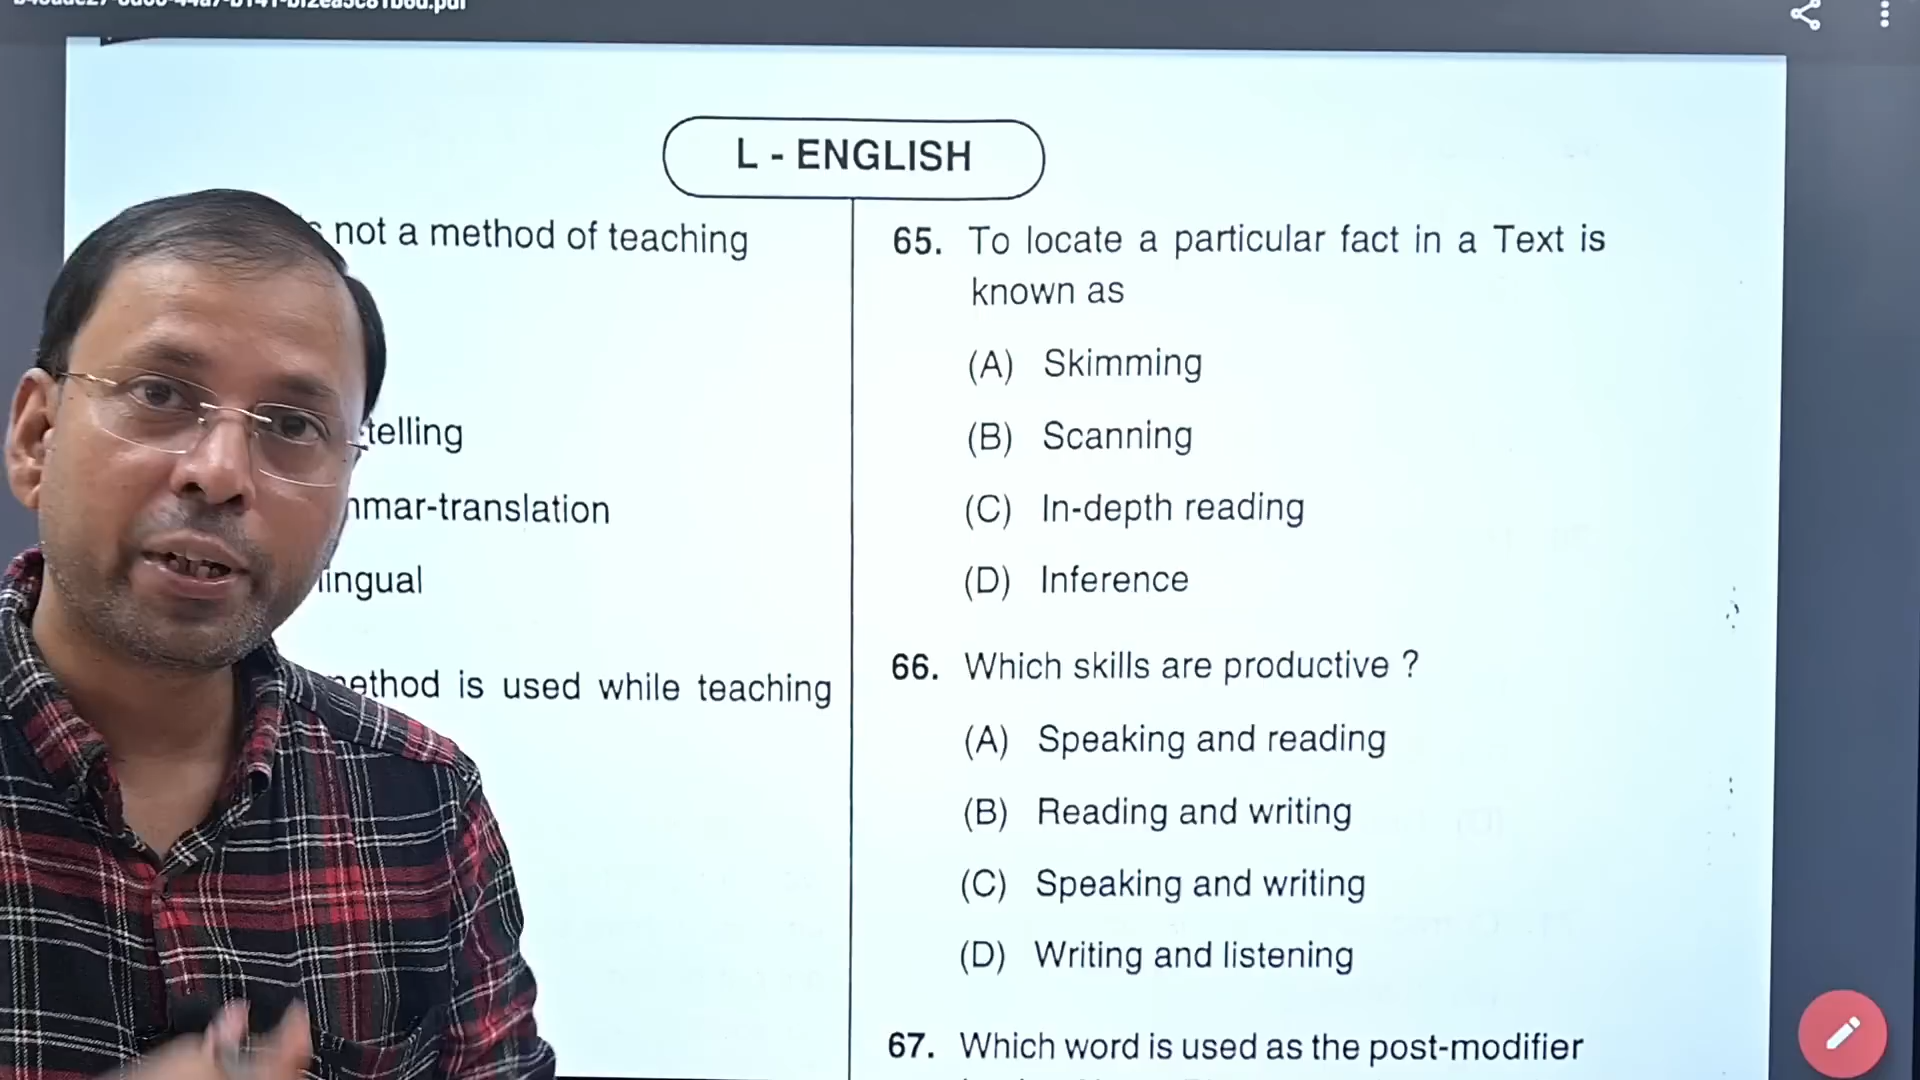 L - ENGLISH
not a method of teaching
telling
mar-translation
lingual
ethod is used while teaching
65. To locate a particular fact in a Text is
known as
(A) Skimming
(B) Scanning
(C) In-depth reading
(D) Inference
66. Which skills are productive ?
(A) Speaking and reading
(B) Reading and writing
(C) Speaking and writing
(D) Writing and listening
67. Which word is used as the post-modifier